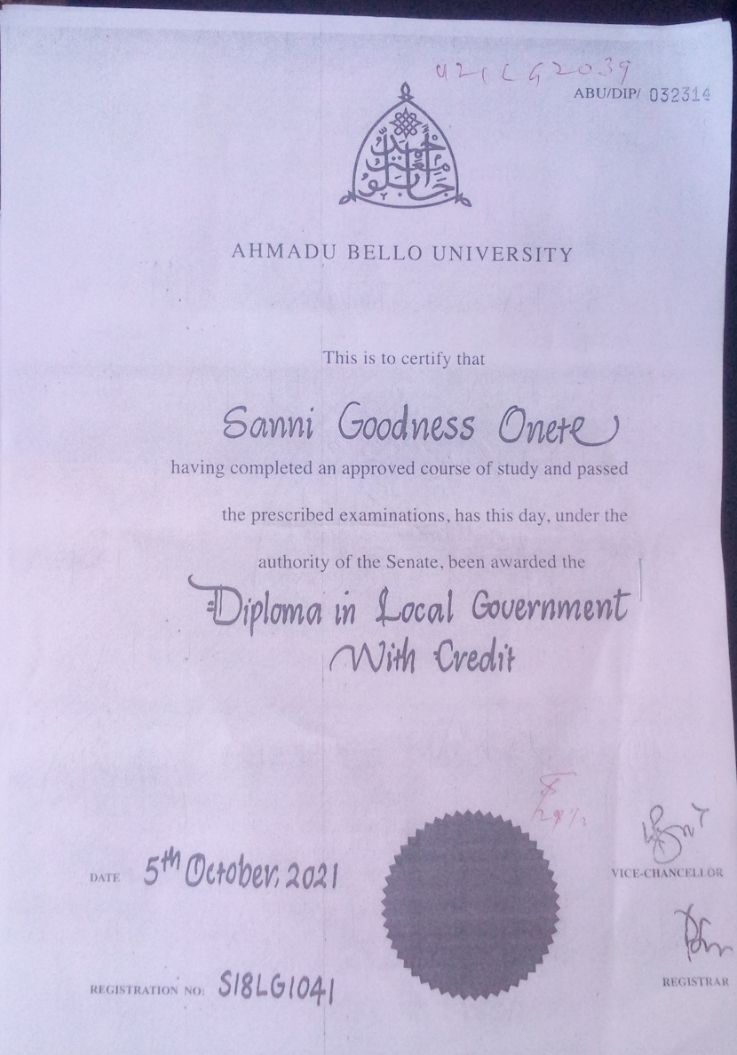 U21LG2039
ABU/DIP/ 032314
AHMADU BELLO UNIVERSITY
This is to certify that
Sanni Goodness Onete
having completed an approved course of study and passed
the prescribed examinations, has this day, under the
authority of the Senate, been awarded the
Diploma in Local Government
With Credit
DATE 5th October, 2021
VICE-CHANCELLOR
REGISTRATION NO: S18LG1041
REGISTRAR